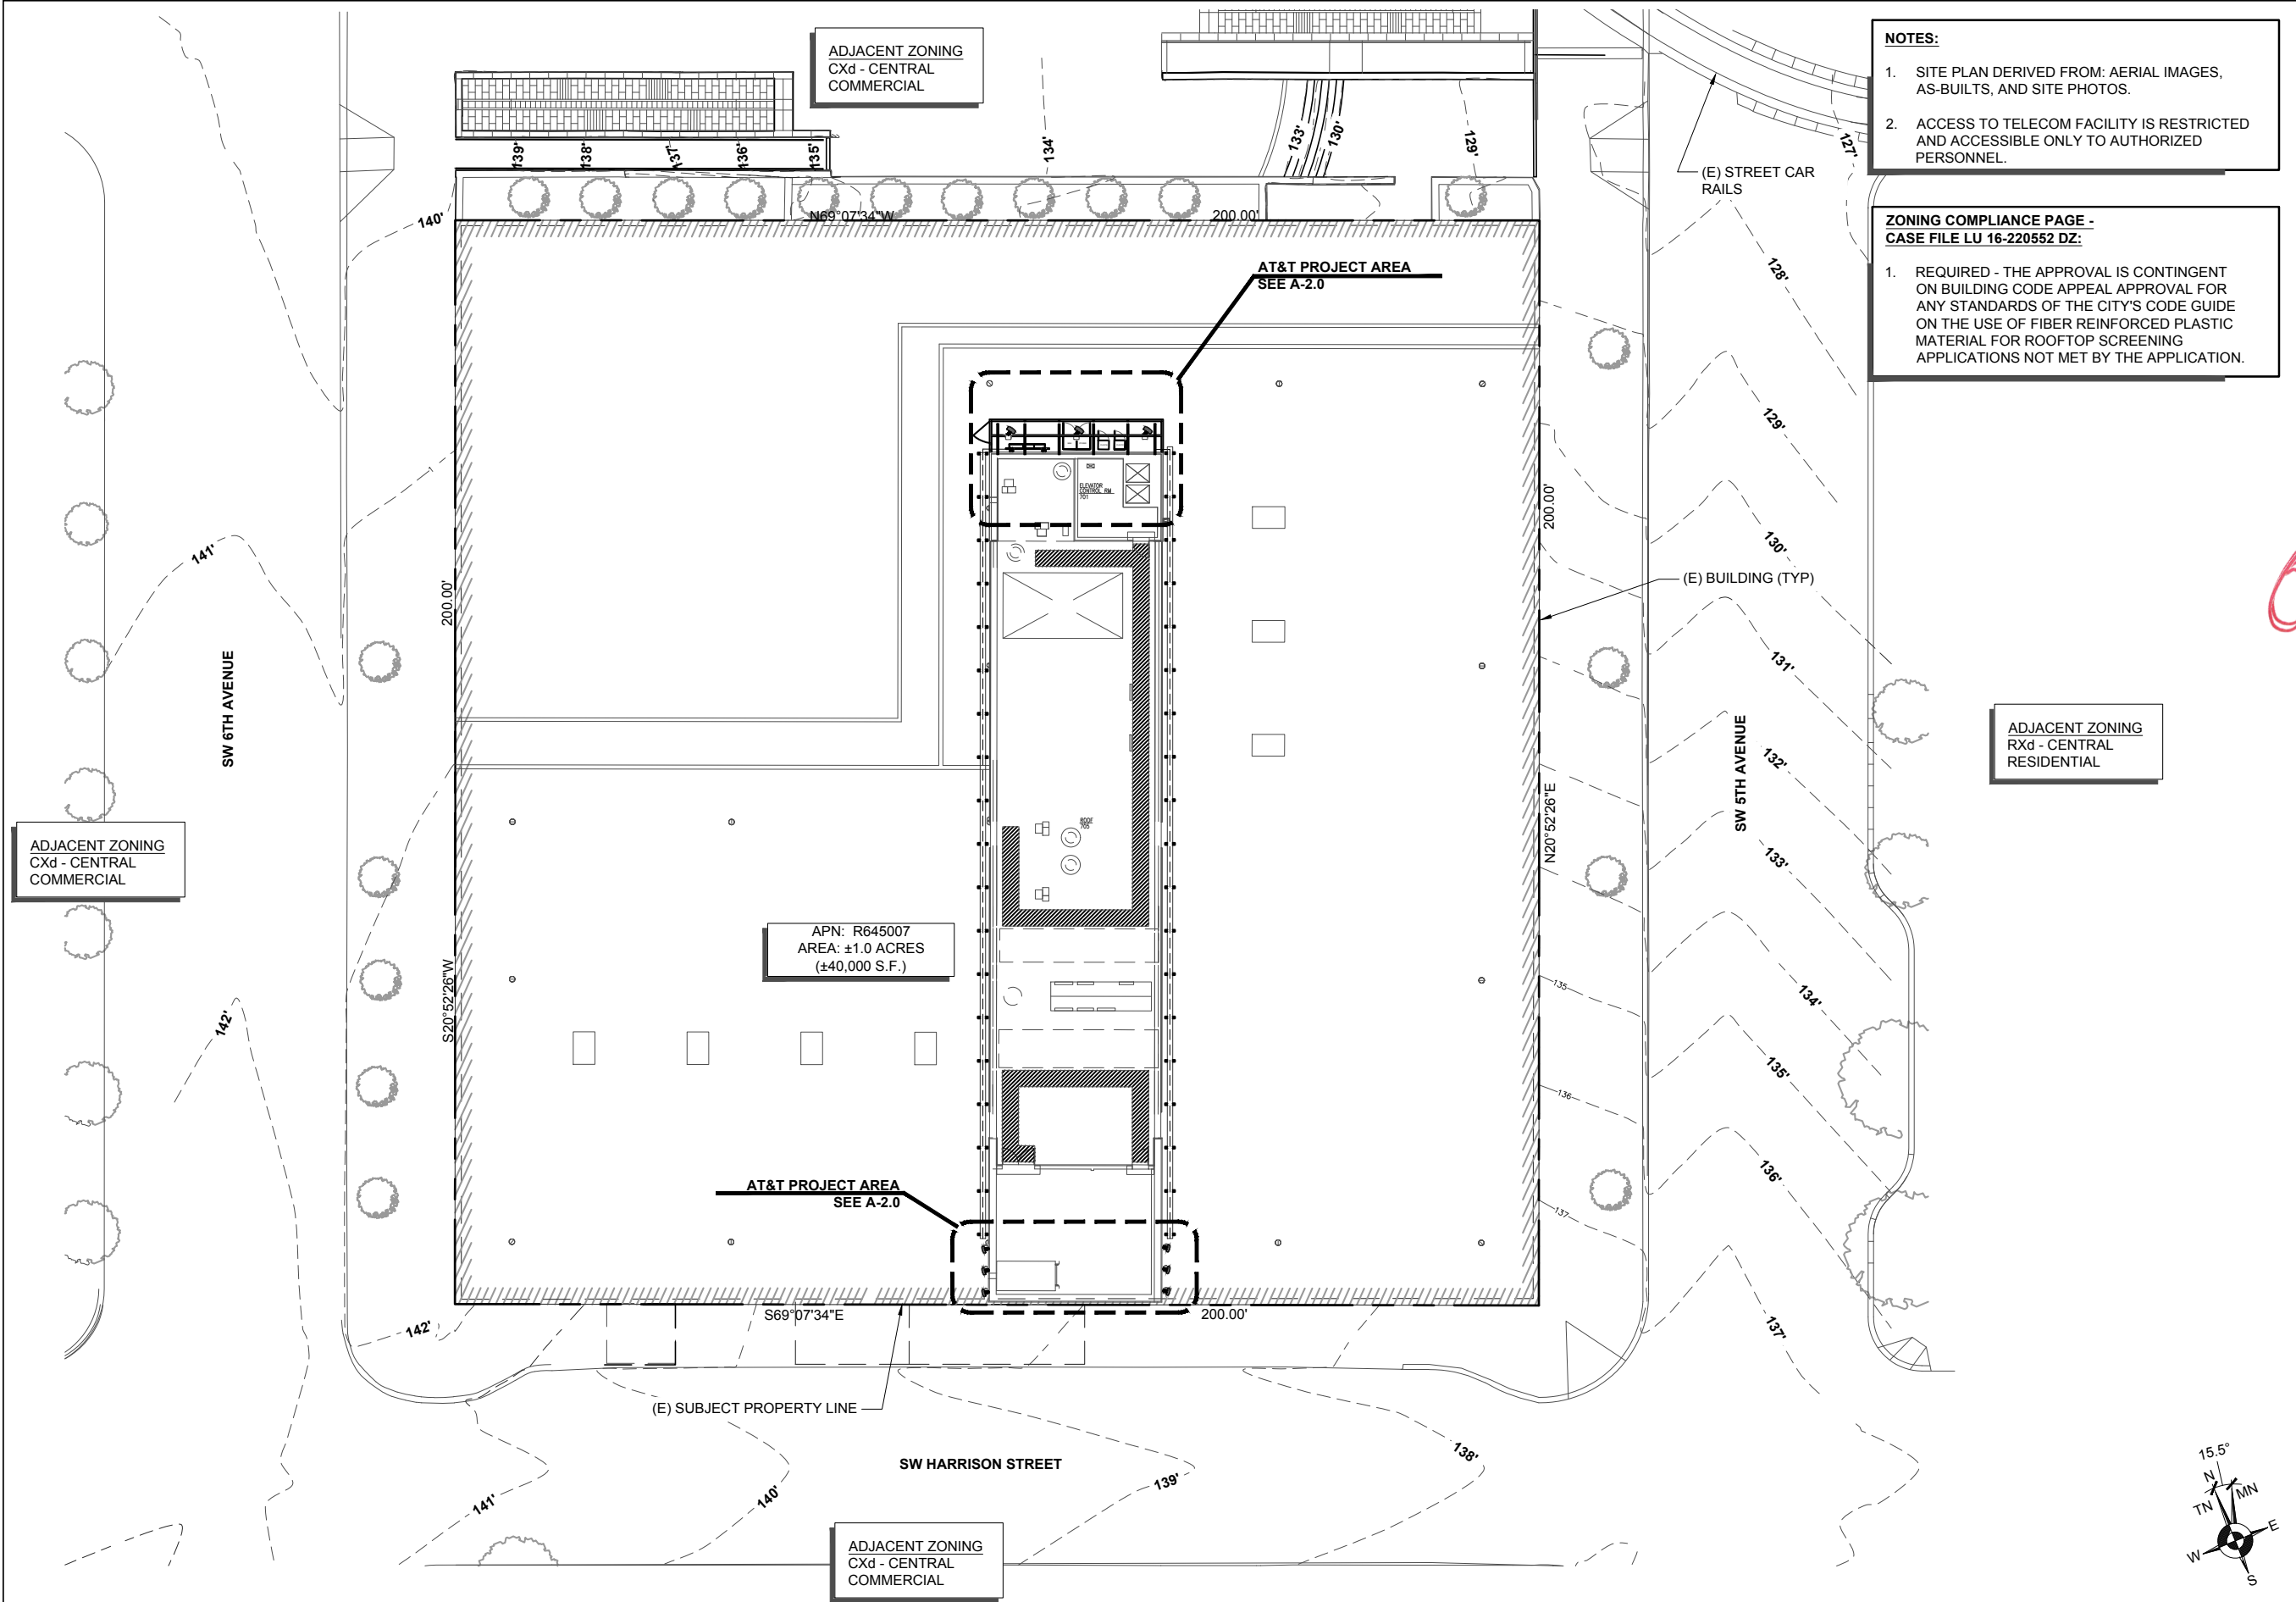 ADJACENT ZONING
CXd - CENTRAL
COMMERCIAL
NOTES:
1. SITE PLAN DERIVED FROM: AERIAL IMAGES,
AS-BUILTS, AND SITE PHOTOS.
2. ACCESS TO TELECOM FACILITY IS RESTRICTED
AND ACCESSIBLE ONLY TO AUTHORIZED
PERSONNEL.
ZONING COMPLIANCE PAGE -
CASE FILE LU 16-220552 DZ:
1. REQUIRED - THE APPROVAL IS CONTINGENT
ON BUILDING CODE APPEAL APPROVAL FOR
ANY STANDARDS OF THE CITY'S CODE GUIDE
ON THE USE OF FIBER REINFORCED PLASTIC
MATERIAL FOR ROOFTOP SCREENING
APPLICATIONS NOT MET BY THE APPLICATION.
139'
138'
137'
136'
135'
134'
133'
130'
129'
127'
(E) STREET CAR
RAILS
140'
N69°07'34"W
200.00'
128'
AT&T PROJECT AREA
SEE A-2.0
129'
ELEVATOR
CONTROL RM
701
200.00'
130'
141'
200.00'
(E) BUILDING (TYP)
131'
SW 6TH AVENUE
SW 5TH AVENUE
ADJACENT ZONING
RXd - CENTRAL
RESIDENTIAL
132'
N20°52'26"E
ROOF
705
ADJACENT ZONING
CXd - CENTRAL
COMMERCIAL
133'
APN: R645007
AREA: ±1.0 ACRES
(±40,000 S.F.)
S20°52'26"W
135
134'
142'
135'
136
136'
AT&T PROJECT AREA
SEE A-2.0
137
S69°07'34"E
200.00'
142'
137'
(E) SUBJECT PROPERTY LINE
SW HARRISON STREET
138'
139'
140'
141'
ADJACENT ZONING
CXd - CENTRAL
COMMERCIAL
15.5°
N
TN
MN
E
W
S